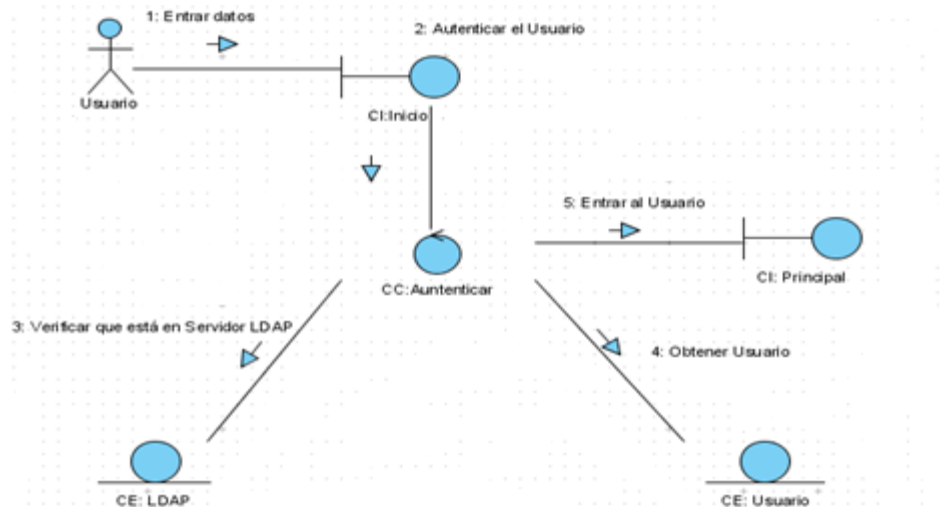 1: Entrar datos
2: Autenticar el Usuario
Usuario
CI:Inicio
5: Entrar al Usuario
CI: Principal
CC:Auntenticar
3: Verificar que está en Servidor LDAP
4: Obtener Usuario
CE: LDAP
CE: Usuario